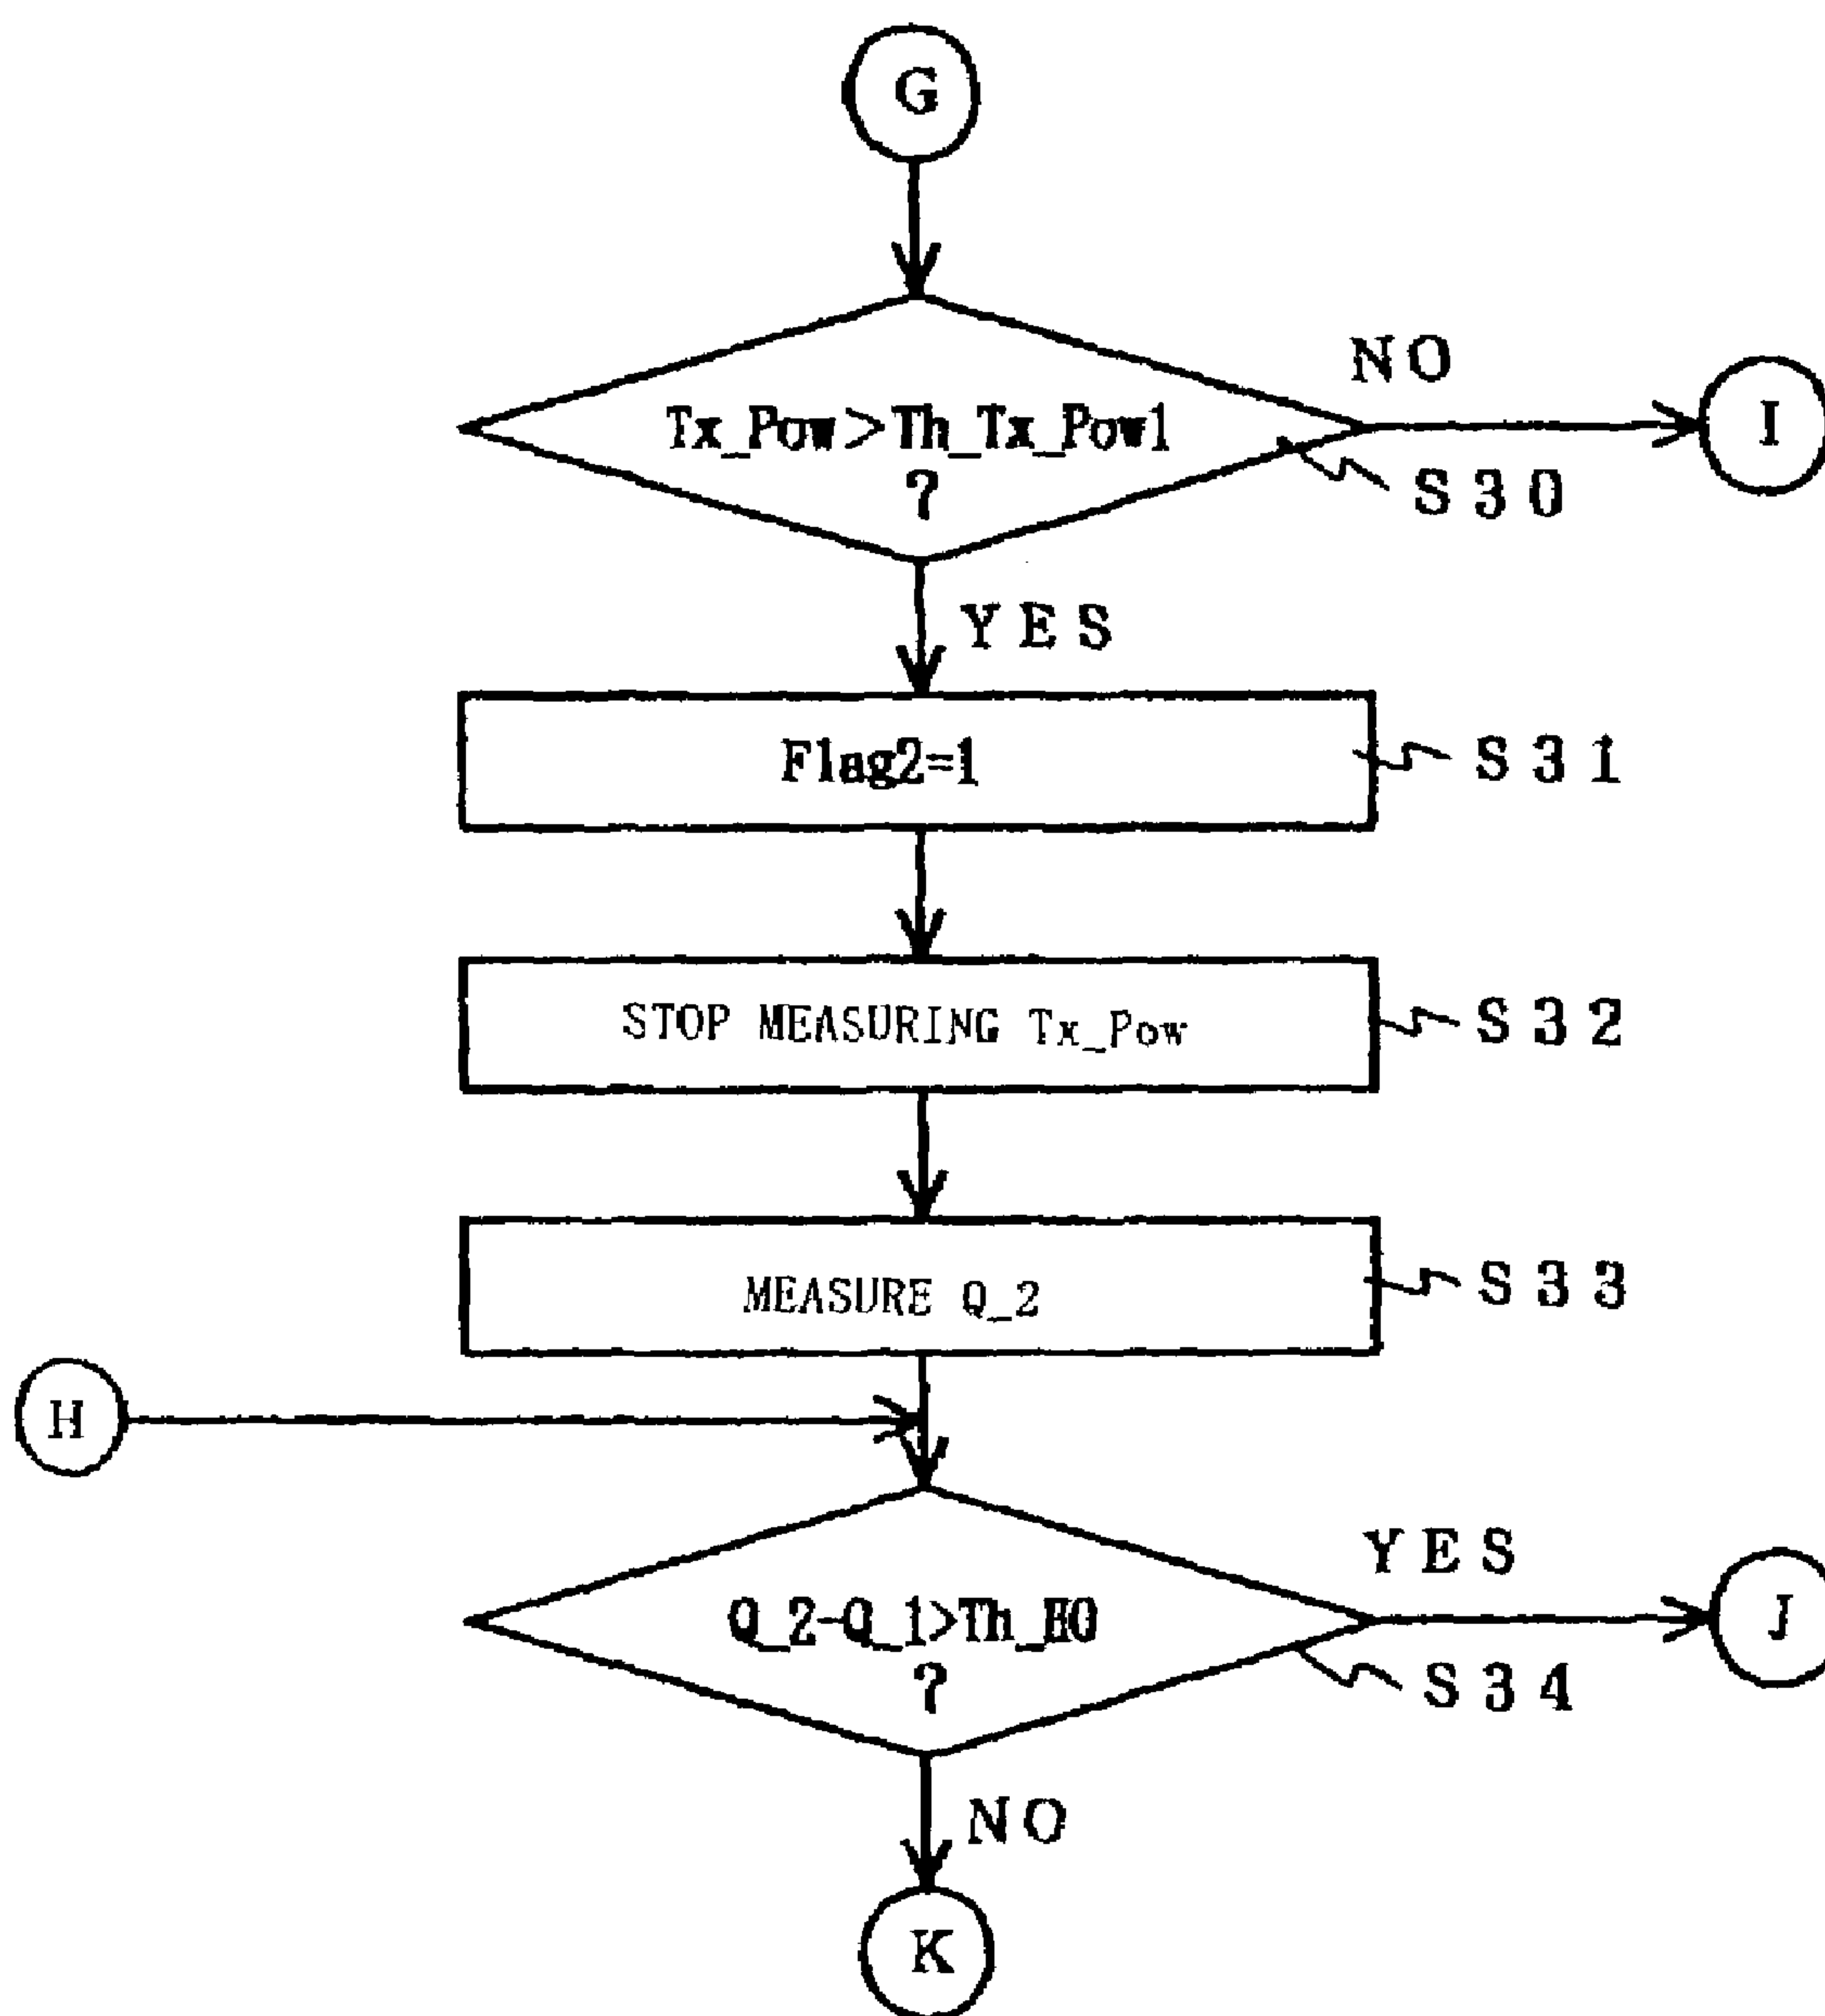 G
NO
Tx_Pow>Th_Tx_Pow1
?
I
S30
YES
Flag2=1
S31
STOP MEASURING Tx_Pow
S32
MEASURE Q_2
S33
H
YES
Q_2-Q_1>Th_HO
?
J
S34
NO
K